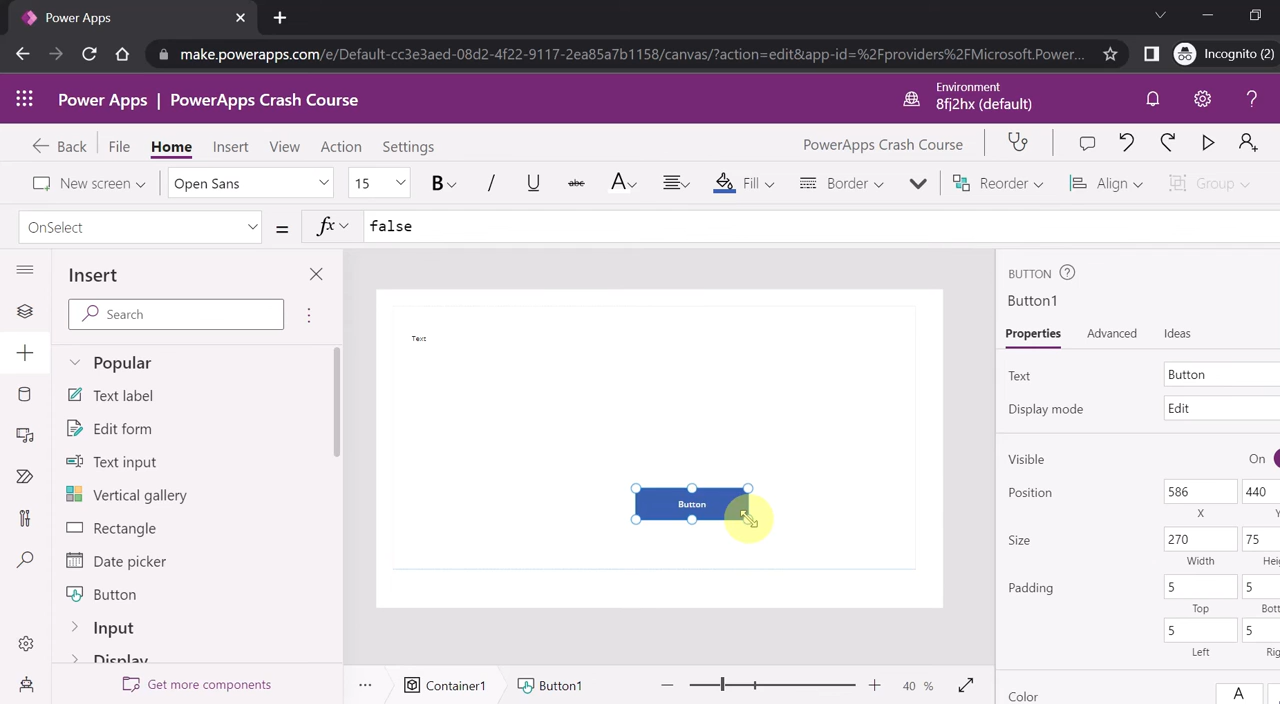 Power Apps
make.powerapps.com/e/Default-cc3e3aed-08d2-4f22-9117-2ea85a7b1158/canvas/?action=edit&app-id=%2Fproviders%2FMicrosoft.Power...
Incognito (2)
Power Apps | PowerApps Crash Course
Environment
8fj2hx (default)
?
Back
File
Home
Insert
View
Action
Settings
PowerApps Crash Course
New screen
Open Sans
15
B
/
U
abc
A
Fill
Border
Reorder
Align
Group
OnSelect
=
fx
false
Insert
Search
Popular
Text label
Edit form
Text input
Vertical gallery
Rectangle
Date picker
Button
Input
Display
Get more components
Text
Button
Container1
Button1
40 %
BUTTON ?
Button1
Properties
Advanced
Ideas
Text
Button
Display mode
Edit
Visible
On
Position
586
440
X
Y
Size
270
75
Width
Hei
Padding
5
5
Top
Bott
5
5
Left
Rig
Color
A